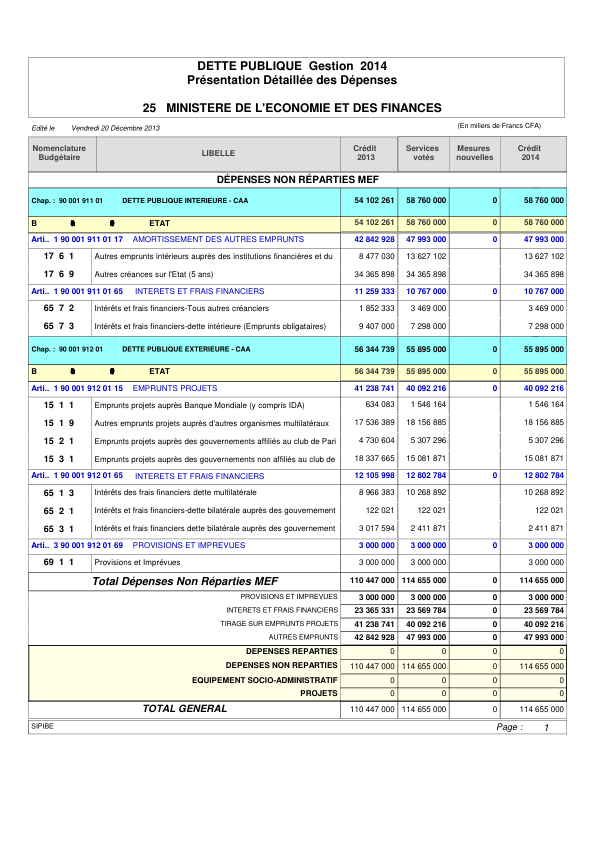 DETTE PUBLIQUE Gestion 2014
Présentation Détaillée des Dépenses
25 MINISTERE DE L'ECONOMIE ET DES FINANCES
Edité le Vendredi 20 Décembre 2013 (En miliers de Francs CFA)
Nomenclature Budgétaire LIBELLE Crédit 2013 Services votés Mesures nouvelles Crédit 2014
DÉPENSES NON RÉPARTIES MEF
Chap. : 90 001 911 01 DETTE PUBLIQUE INTERIEURE - CAA 54 102 261 58 760 000 0 58 760 000
B ETAT 54 102 261 58 760 000 0 58 760 000
Arti.. 1 90 001 911 01 17 AMORTISSEMENT DES AUTRES EMPRUNTS 42 842 928 47 993 000 0 47 993 000
17 6 1 Autres emprunts intérieurs auprès des institutions financières et du 8 477 030 13 627 102 13 627 102
17 6 9 Autres créances sur l'Etat (5 ans) 34 365 898 34 365 898 34 365 898
Arti.. 1 90 001 911 01 65 INTERETS ET FRAIS FINANCIERS 11 259 333 10 767 000 0 10 767 000
65 7 2 Intérêts et frais financiers-Tous autres créanciers 1 852 333 3 469 000 3 469 000
65 7 3 Intérêts et frais financiers-dette intérieure (Emprunts obligataires) 9 407 000 7 298 000 7 298 000
Chap. : 90 001 912 01 DETTE PUBLIQUE EXTERIEURE - CAA 56 344 739 55 895 000 0 55 895 000
B ETAT 56 344 739 55 895 000 0 55 895 000
Arti.. 1 90 001 912 01 15 EMPRUNTS PROJETS 41 238 741 40 092 216 0 40 092 216
15 1 1 Emprunts projets auprès Banque Mondiale (y compris IDA) 634 083 1 546 164 1 546 164
15 1 9 Autres emprunts projets auprès d'autres organismes multilatéraux 17 536 389 18 156 885 18 156 885
15 2 1 Emprunts projets auprès des gouvernements affiliés au club de Pari 4 730 604 5 307 296 5 307 296
15 3 1 Emprunts projets auprès des gouvernements non affiliés au club de 18 337 665 15 081 871 15 081 871
Arti.. 1 90 001 912 01 65 INTERETS ET FRAIS FINANCIERS 12 105 998 12 802 784 0 12 802 784
65 1 3 Intérêts des frais financiers dette multilatérale 8 966 383 10 268 892 10 268 892
65 2 1 Intérêts et frais financiers-dette bilatérale auprès des gouvernement 122 021 122 021 122 021
65 3 1 Intérêts et frais financiers dette bilatérale auprès des gouvernement 3 017 594 2 411 871 2 411 871
Arti.. 3 90 001 912 01 69 PROVISIONS ET IMPREVUES 3 000 000 3 000 000 0 3 000 000
69 1 1 Provisions et Imprévues 3 000 000 3 000 000 3 000 000
Total Dépenses Non Réparties MEF 110 447 000 114 655 000 0 114 655 000
PROVISIONS ET IMPREVUES 3 000 000 3 000 000 0 3 000 000
INTERETS ET FRAIS FINANCIERS 23 365 331 23 569 784 0 23 569 784
TIRAGE SUR EMPRUNTS PROJETS 41 238 741 40 092 216 0 40 092 216
AUTRES EMPRUNTS 42 842 928 47 993 000 0 47 993 000
DEPENSES REPARTIES 0 0 0 0
DEPENSES NON REPARTIES 110 447 000 114 655 000 0 114 655 000
EQUIPEMENT SOCIO-ADMINISTRATIF 0 0 0 0
PROJETS 0 0 0 0
TOTAL GENERAL 110 447 000 114 655 000 0 114 655 000
SIPIBE Page : 1